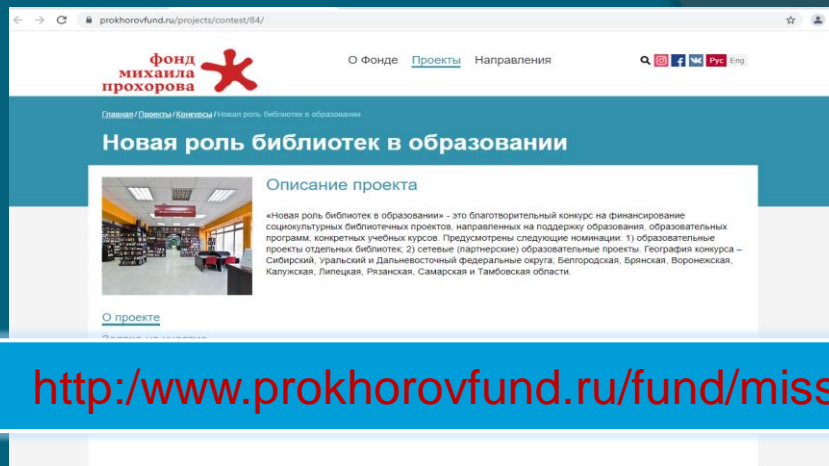 prokhorovfund.ru/projects/contest/84/
фонд
михаила
прохорова
О Фонде Проекты Направления
Рус Eng
Главная / Проекты / Конкурсы / Новая роль библиотек в образовании
Новая роль библиотек в образовании
Описание проекта
«Новая роль библиотек в образовании» - это благотворительный конкурс на финансирование
социокультурных библиотечных проектов, направленных на поддержку образования, образовательных
программ, конкретных учебных курсов. Предусмотрены следующие номинации: 1) образовательные
проекты отдельных библиотек; 2) сетевые (партнерские) образовательные проекты. География конкурса –
Сибирский, Уральский и Дальневосточный федеральные округа; Белгородская, Брянская, Воронежская,
Калужская, Липецкая, Рязанская, Самарская и Тамбовская области.
О проекте
http:/www.prokhorovfund.ru/fund/miss